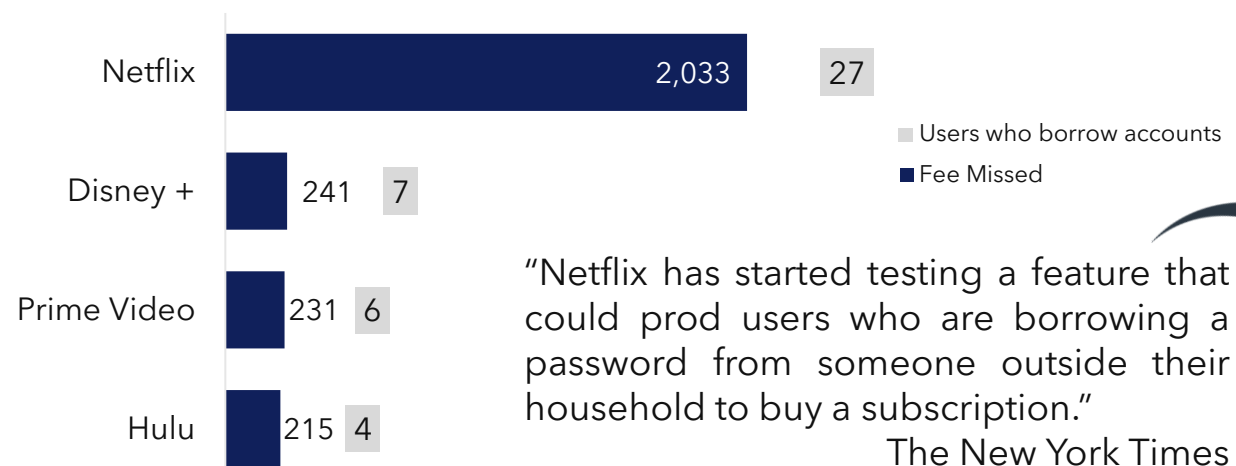 Netflix
2,033
27
Users who borrow accounts
Fee Missed
Disney +
241
7
Prime Video
231
6
Hulu
215
4
"Netflix has started testing a feature that
could prod users who are borrowing a
password from someone outside their
household to buy a subscription."
The New York Times